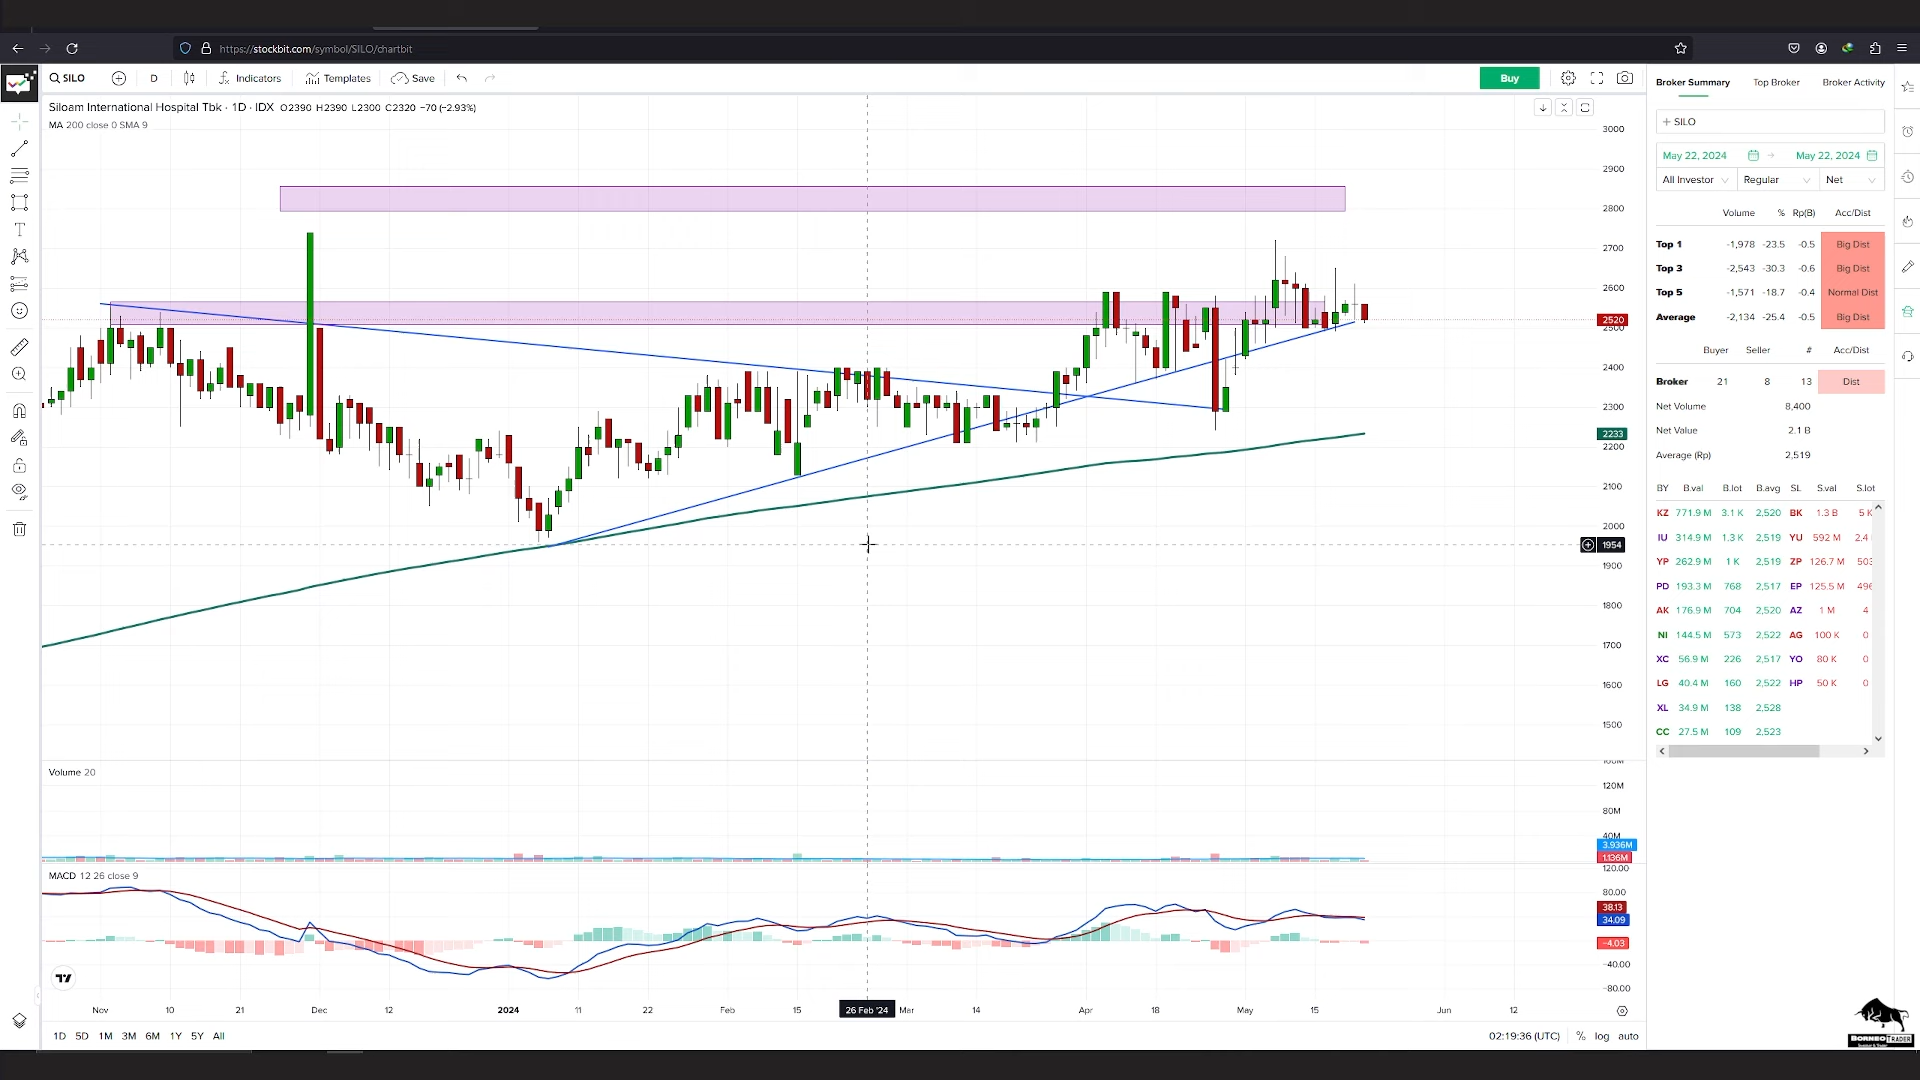 https://stockbit.com/symbol/SILO/chartbit
SILO
D
Indicators
Templates
Save
Buy
Siloam International Hospital Tbk · 1D · IDX O2390 H2390 L2300 C2320 −70 (−2.93%)
MA 200 close 0 SMA 9
3000
2900
2800
2700
2600
2520
2500
2400
2300
2233
2200
2100
2000
1954
1900
1800
1700
1600
1500
Volume 20
160M
120M
80M
40M
3.936M
1.136M
MACD 12 26 close 9
120.00
80.00
38.13
34.09
−4.03
−40.00
−80.00
Nov 10 21 Dec 12 2024 11 22 Feb 15 26 Feb '24 Mar 14 Apr 18 May 15 Jun 12
1D 5D 1M 3M 6M 1Y 5Y All
02:19:36 (UTC) % log auto
Broker Summary Top Broker Broker Activity
+ SILO
May 22, 2024 → May 22, 2024
All Investor Regular Net
Volume % Rp(B) Acc/Dist
Top 1 -1,978 -23.5 -0.5 Big Dist
Top 3 -2,543 -30.3 -0.6 Big Dist
Top 5 -1,571 -18.7 -0.4 Normal Dist
Average -2,134 -25.4 -0.5 Big Dist
Buyer Seller # Acc/Dist
Broker 21 8 13 Dist
Net Volume 8,400
Net Value 2.1 B
Average (Rp) 2,519
BY B.val B.lot B.avg SL S.val S.lot
KZ 771.9 M 3.1 K 2,520 BK 1.3 B 5 K
IU 314.9 M 1.3 K 2,519 YU 592 M 2.4
YP 262.9 M 1 K 2,519 ZP 126.7 M 503
PD 193.3 M 768 2,517 EP 125.5 M 496
AK 176.9 M 704 2,520 AZ 1 M 4
NI 144.5 M 573 2,522 AG 100 K 0
XC 56.9 M 226 2,517 YO 80 K 0
LG 40.4 M 160 2,522 HP 50 K 0
XL 34.9 M 138 2,528
CC 27.5 M 109 2,523
BORNEO TRADER